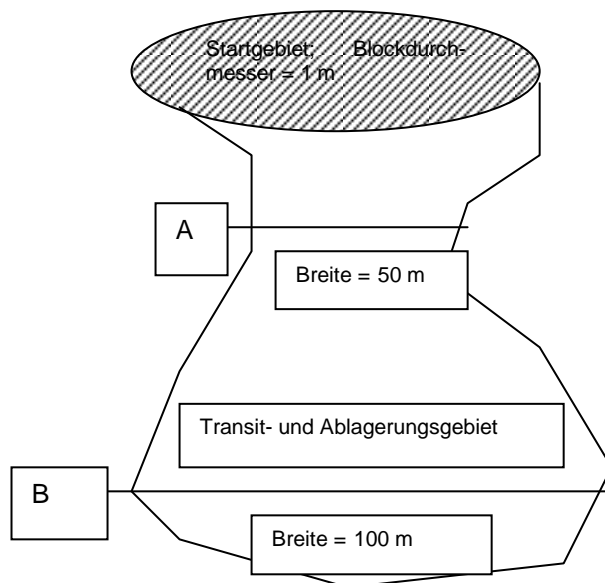 Startgebiet; Blockdurch-
messer = 1 m
A
Breite = 50 m
Transit- und Ablagerungsgebiet
B
Breite = 100 m